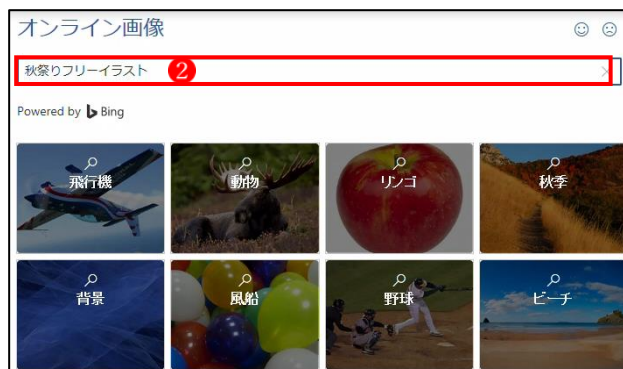 オンライン画像
秋祭りフリーイラスト 2
Powered by Bing
飛行機 動物 リンゴ 秋季
背景 風船 野球 ビーチ